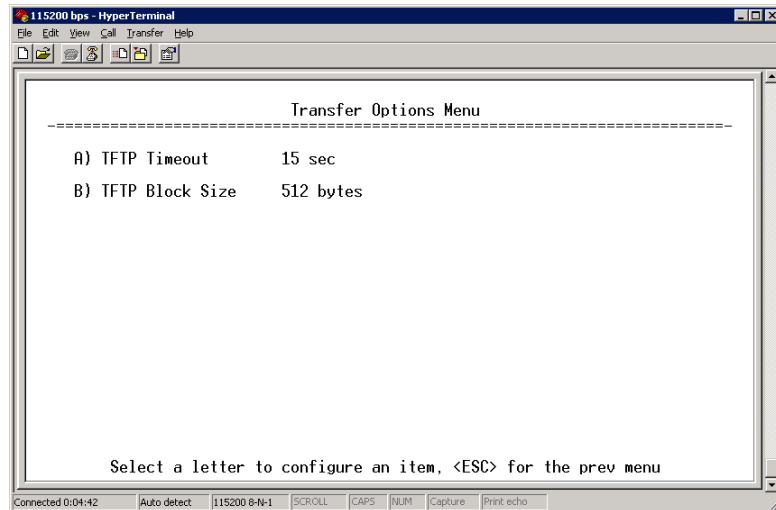 115200 bps - HyperTerminal
File Edit View Call Transfer Help
Transfer Options Menu
-==========================================================================-
A) TFTP Timeout 15 sec
B) TFTP Block Size 512 bytes
Select a letter to configure an item, <ESC> for the prev menu
Connected 0:04:42 Auto detect 115200 8-N-1 SCROLL CAPS NUM Capture Print echo